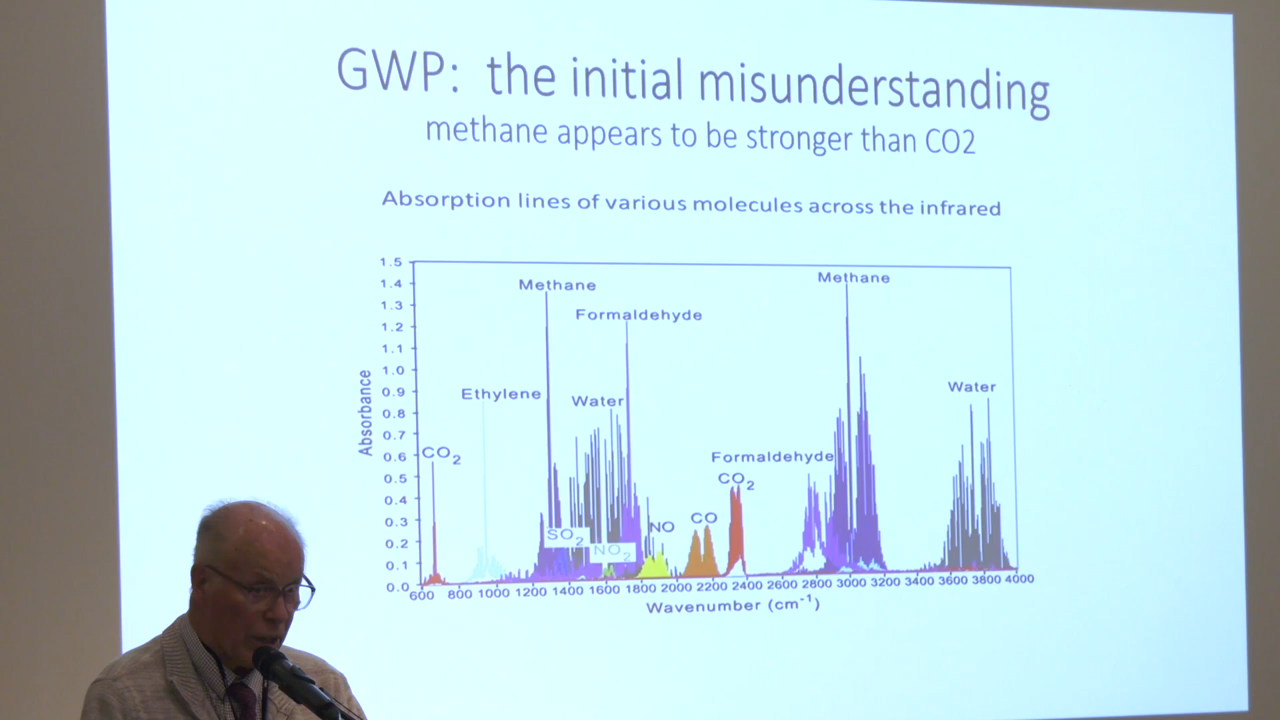 GWP: the initial misunderstanding
methane appears to be stronger than CO2
Absorption lines of various molecules across the infrared
1.5
1.4
1.3
1.2
1.1
1.0
0.9
0.8
0.7
0.6
0.5
0.4
0.3
0.2
0.1
0.0
Absorbance
Methane
Methane
Formaldehyde
Ethylene
Water
Water
CO2
Formaldehyde
CO2
NO
CO
SO2
NO2
600 800 1000 1200 1400 1600 1800 2000 2200 2400 2600 2800 3000 3200 3400 3600 3800 4000
Wavenumber (cm-1)